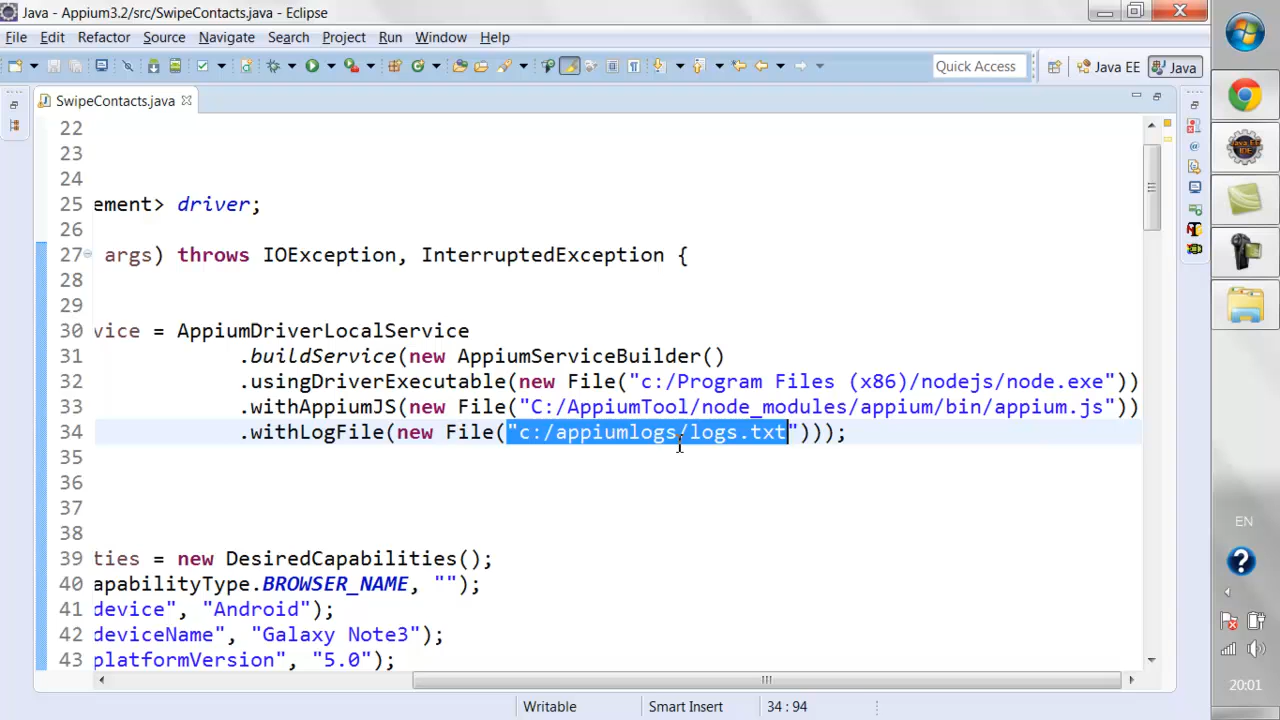 Java - Appium3.2/src/SwipeContacts.java - Eclipse
File Edit Refactor Source Navigate Search Project Run Window Help
Quick Access
Java EE
Java
SwipeContacts.java
22
23
24
25 ement> driver;
26
27 args) throws IOException, InterruptedException {
28
29
30 vice = AppiumDriverLocalService
31 .buildService(new AppiumServiceBuilder()
32 .usingDriverExecutable(new File("c:/Program Files (x86)/nodejs/node.exe"))
33 .withAppiumJS(new File("C:/AppiumTool/node_modules/appium/bin/appium.js"))
34 .withLogFile(new File("c:/appiumlogs/logs.txt")));
35
36
37
38
39 ties = new DesiredCapabilities();
40 apabilityType.BROWSER_NAME, "");
41 device", "Android");
42 deviceName", "Galaxy Note3");
43 platformVersion", "5.0");
Writable
Smart Insert
34 : 94
EN
20:01